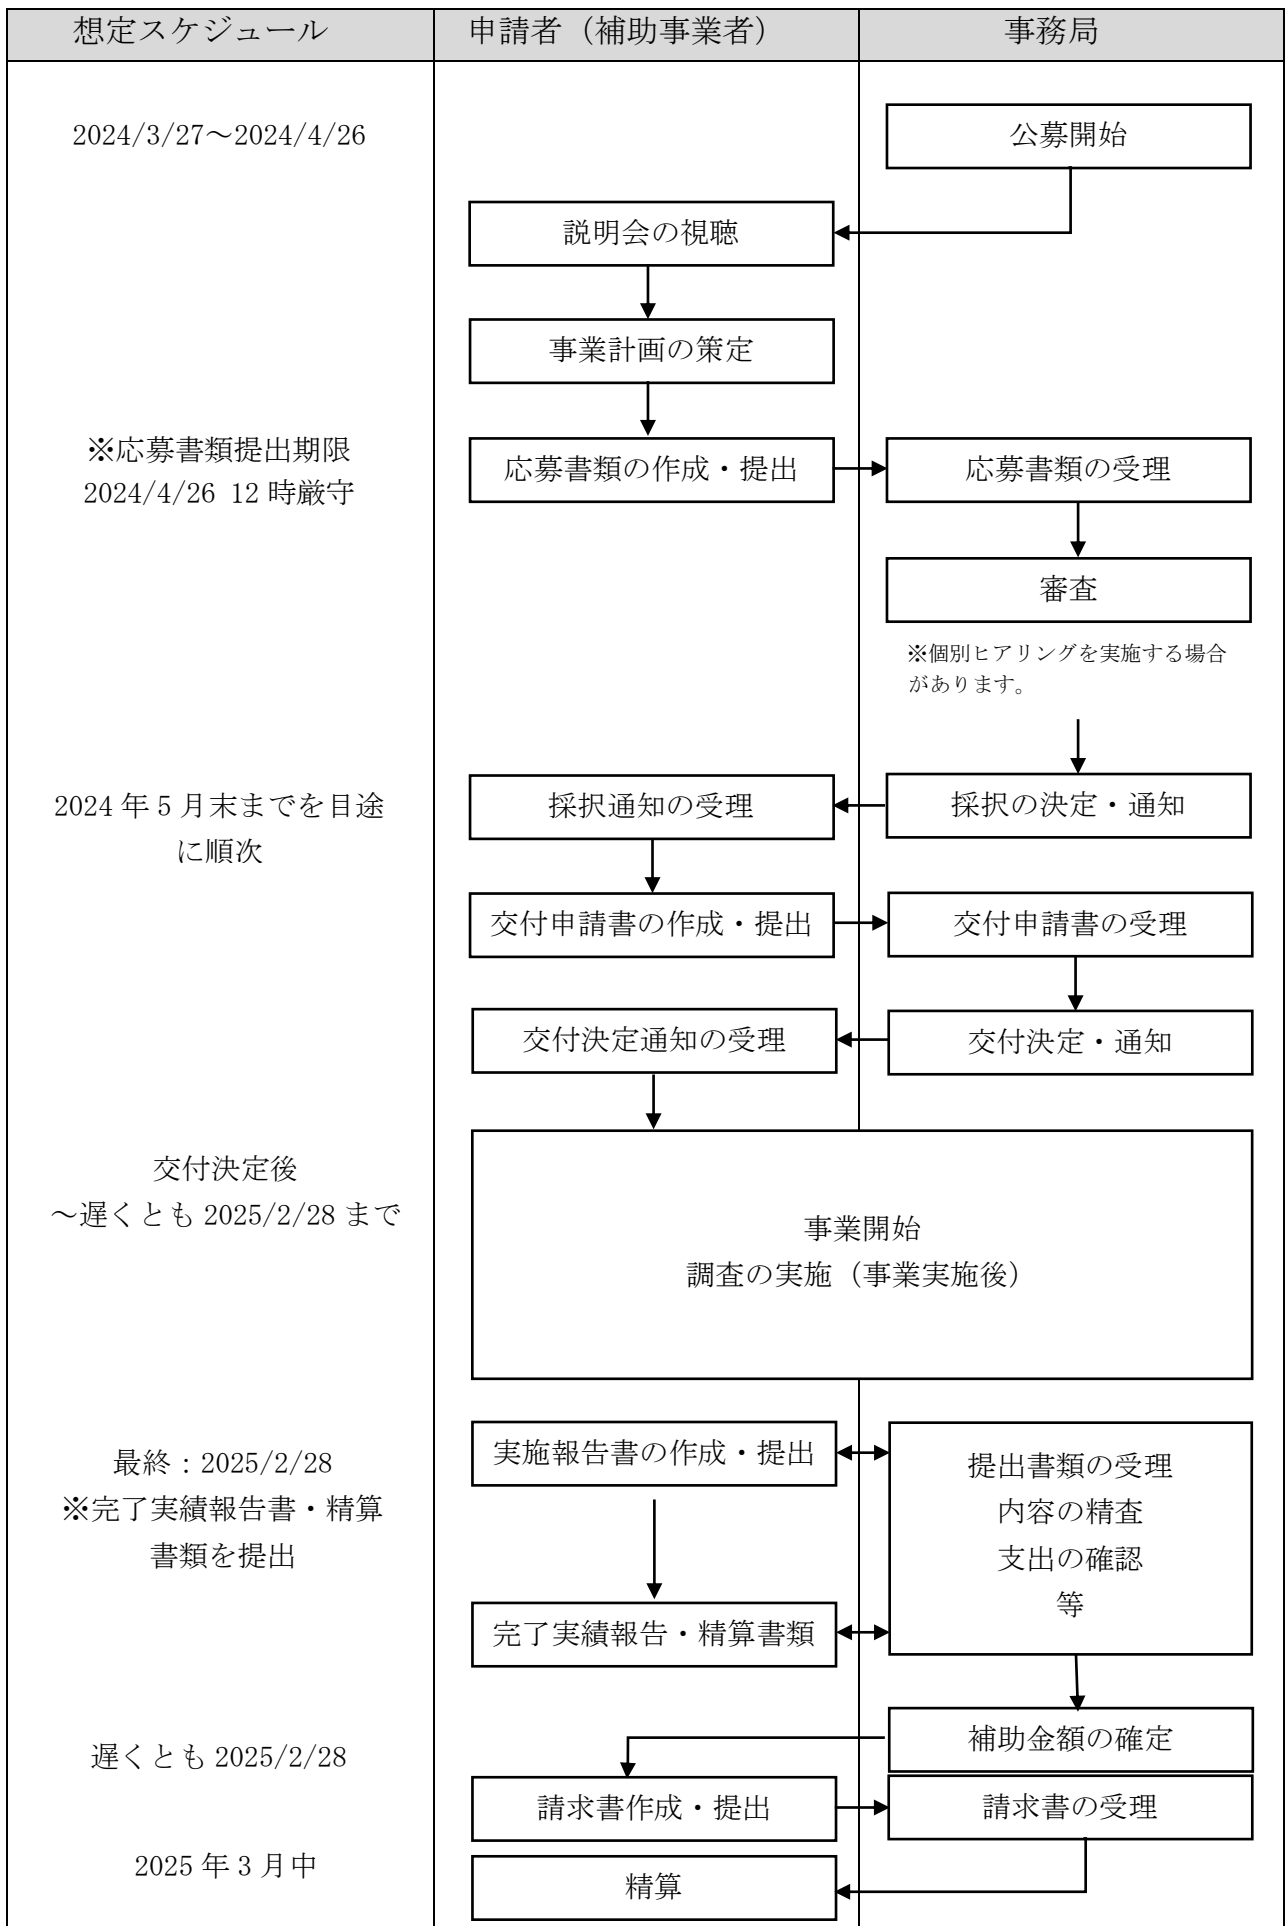 想定スケジュール
申請者（補助事業者）
事務局
2024/3/27～2024/4/26
公募開始
説明会の視聴
事業計画の策定
※応募書類提出期限
2024/4/26 12時厳守
応募書類の作成・提出
応募書類の受理
審査
※個別ヒアリングを実施する場合
があります。
2024年5月末までを目途
に順次
採択通知の受理
採択の決定・通知
交付申請書の作成・提出
交付申請書の受理
交付決定通知の受理
交付決定・通知
交付決定後
～遅くとも2025/2/28まで
事業開始
調査の実施（事業実施後）
最終：2025/2/28
※完了実績報告書・精算
書類を提出
実施報告書の作成・提出
提出書類の受理
内容の精査
支出の確認
等
完了実績報告・精算書類
補助金額の確定
遅くとも2025/2/28
請求書作成・提出
請求書の受理
2025年3月中
精算